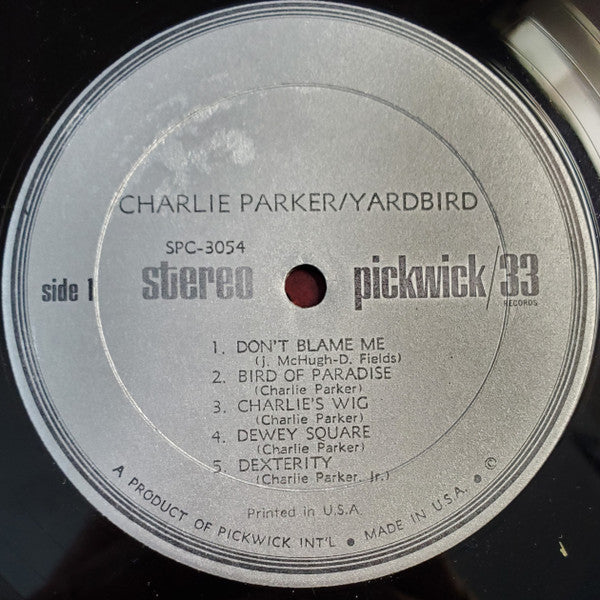 CHARLIE PARKER/YARDBIRD
SPC-3054
side 1 stereo pickwick/33
RECORDS
1. DON'T BLAME ME
(J. McHugh-D. Fields)
2. BIRD OF PARADISE
(Charlie Parker)
3. CHARLIE'S WIG
(Charlie Parker)
4. DEWEY SQUARE
(Charlie Parker)
5. DEXTERITY
(Charlie Parker, Jr.)
Printed in U.S.A.
A PRODUCT OF PICKWICK INT'L • MADE IN U.S.A. • ©